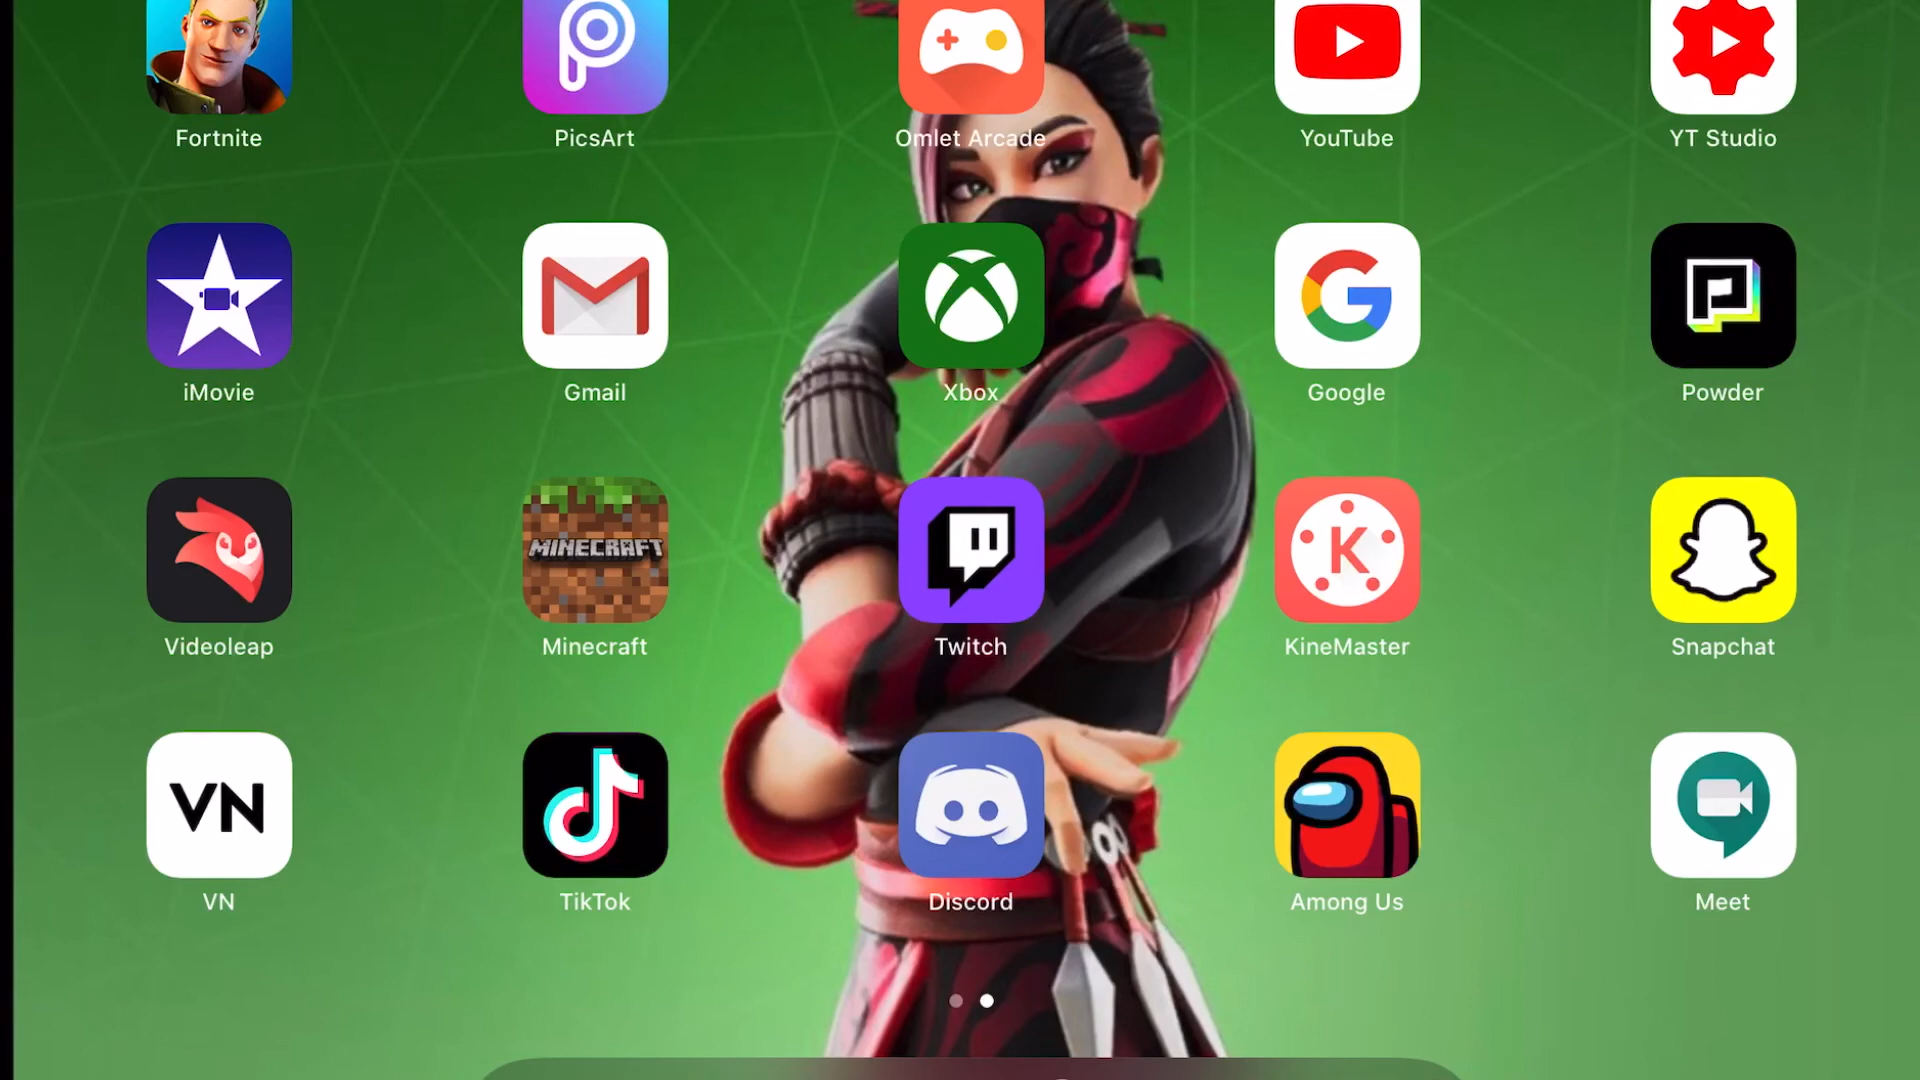 Fortnite
PicsArt
Omlet Arcade
YouTube
YT Studio
iMovie
Gmail
Xbox
Google
Powder
MINECRAFT
Videoleap
Minecraft
Twitch
K
KineMaster
Snapchat
VN
VN
TikTok
Discord
Among Us
Meet